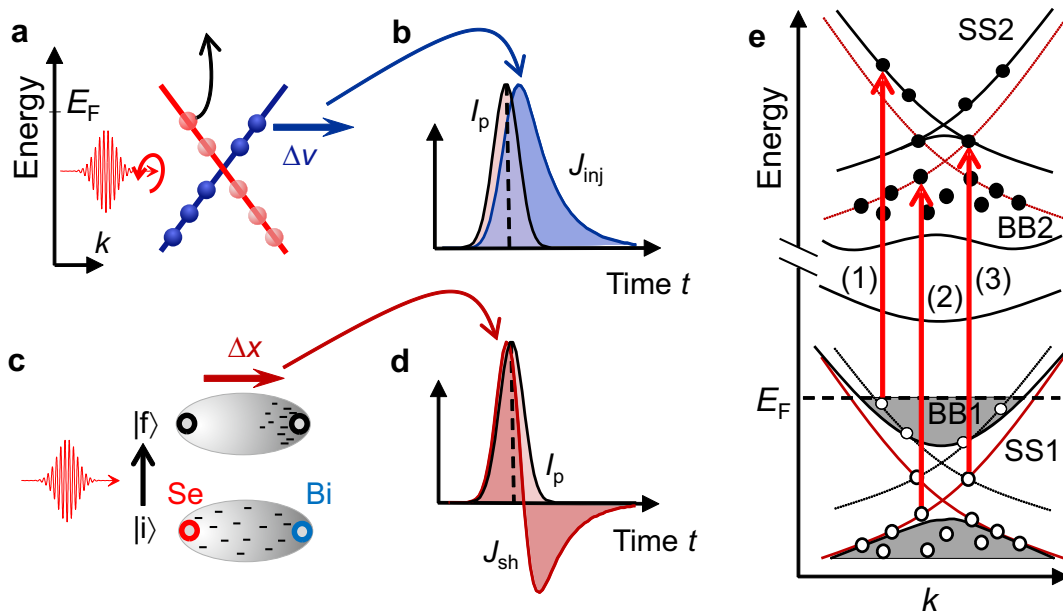 a
Energy
E_F
k
Δv
b
I_p
J_inj
Time t
c
Δx
|f⟩
|i⟩
Se
Bi
d
I_p
J_sh
Time t
e
Energy
SS2
BB2
(1)
(2)
(3)
E_F
BB1
SS1
k